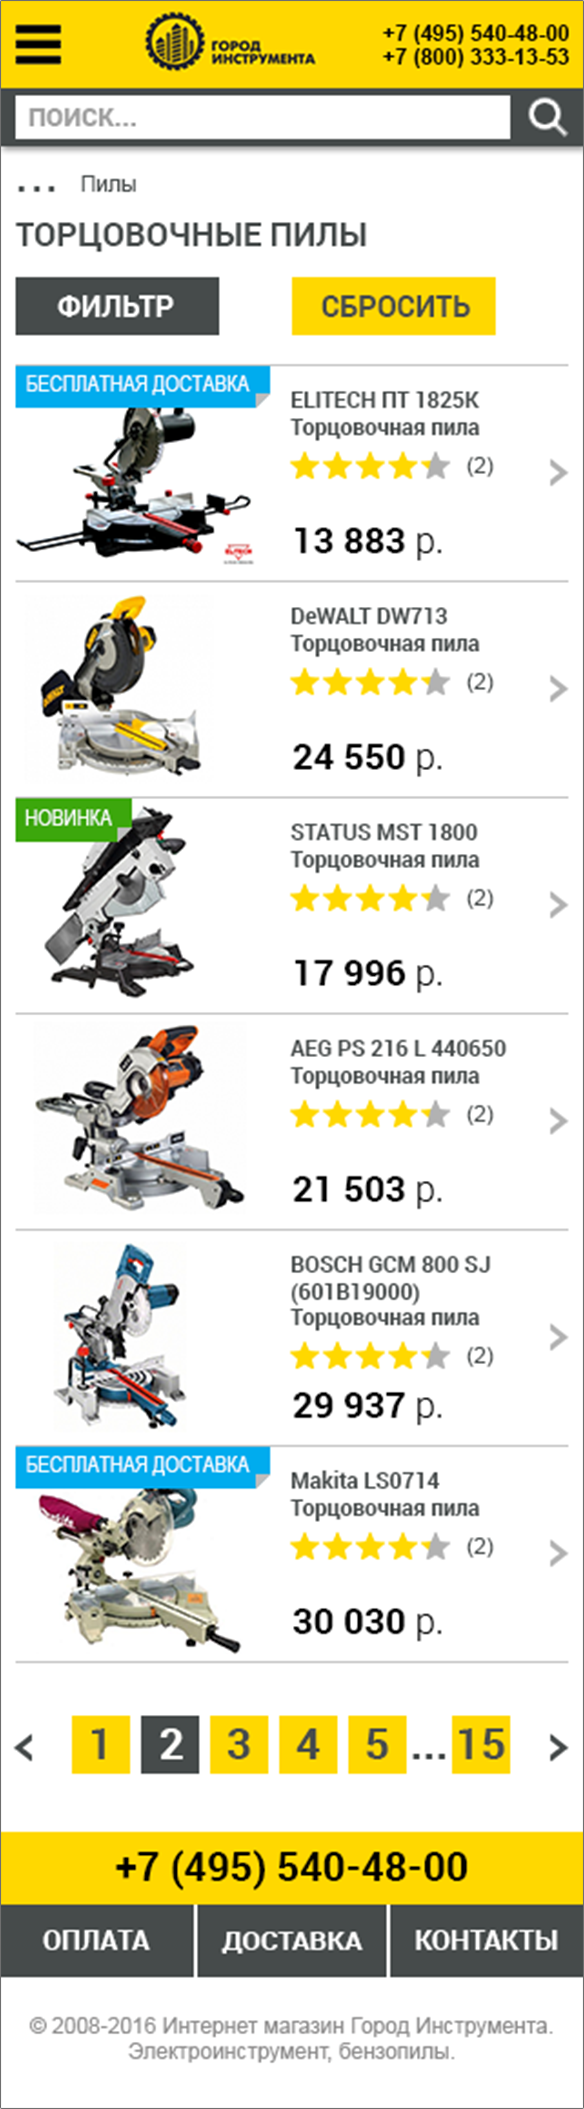 ГОРОД
ИНСТРУМЕНТА
+7 (495) 540-48-00
+7 (800) 333-13-53
ПОИСК...
... Пилы
ТОРЦОВОЧНЫЕ ПИЛЫ
ФИЛЬТР СБРОСИТЬ
БЕСПЛАТНАЯ ДОСТАВКА
ELITECH ПТ 1825К
Торцовочная пила
(2)
13 883 р.
ELITECH
DeWALT DW713
Торцовочная пила
(2)
24 550 р.
НОВИНКА
STATUS MST 1800
Торцовочная пила
(2)
17 996 р.
AEG PS 216 L 440650
Торцовочная пила
(2)
21 503 р.
BOSCH GCM 800 SJ
(601B19000)
Торцовочная пила
(2)
29 937 р.
БЕСПЛАТНАЯ ДОСТАВКА
Makita LS0714
Торцовочная пила
(2)
30 030 р.
< 1 2 3 4 5 ... 15 >
+7 (495) 540-48-00
ОПЛАТА ДОСТАВКА КОНТАКТЫ
© 2008-2016 Интернет магазин Город Инструмента.
Электроинструмент, бензопилы.